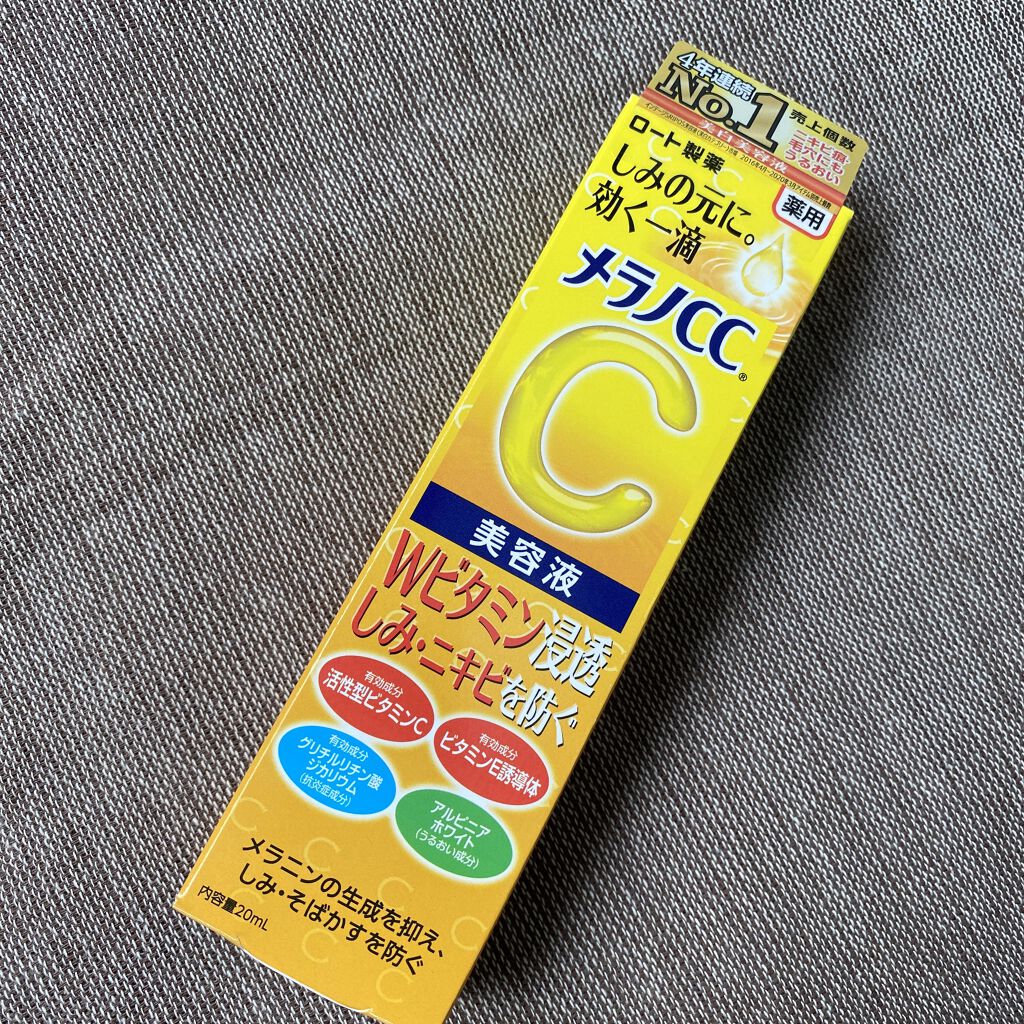 4年連続
No.1
売上個数
美白美容液
ニキビ痕・
毛穴にも
うるおい
ロート製薬
薬用
しみの元に。
効く一滴
メラノCC®
C
美容液
Wビタミン浸透
しみ・ニキビを防ぐ
有効成分
活性型ビタミンC
有効成分
ビタミンE誘導体
有効成分
グリチルリチン酸
ジカリウム
(抗炎症成分)
アルピニア
ホワイト
(うるおい成分)
メラニンの生成を抑え、
しみ・そばかすを防ぐ
内容量20mL